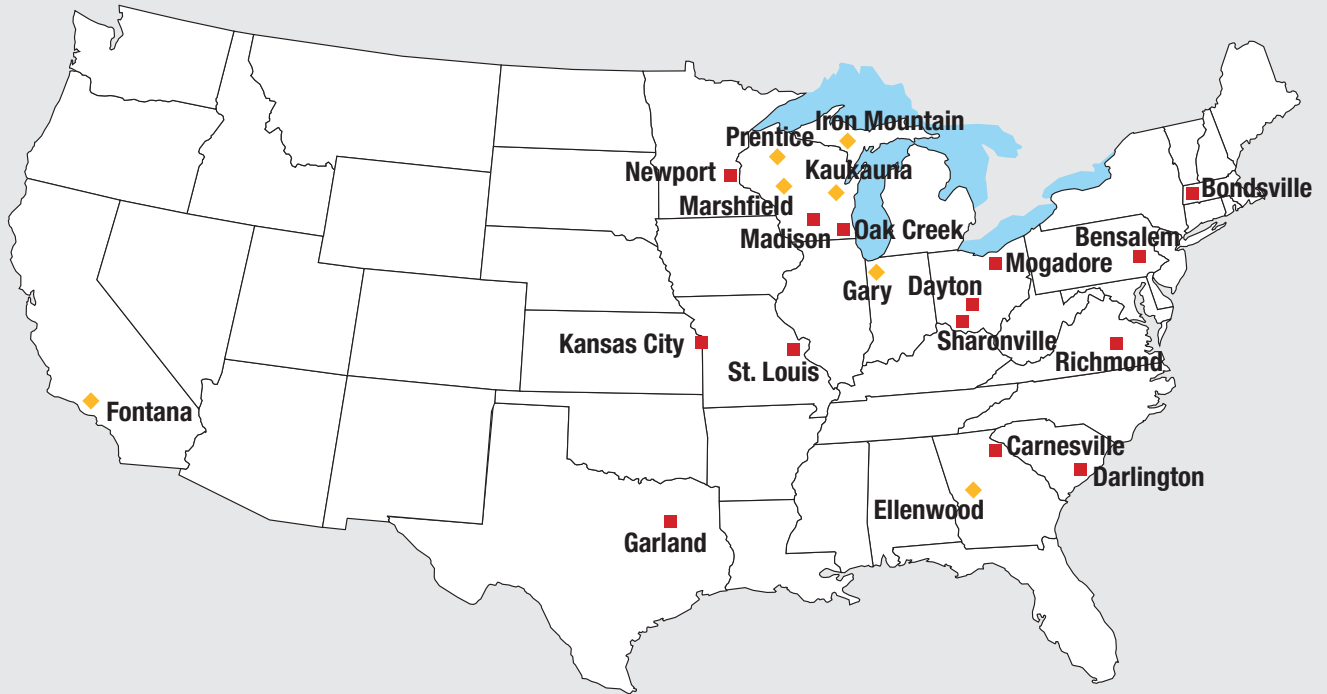 Iron Mountain
Prentice
Newport
Kaukauna
Marshfield
Bondsville
Madison
Oak Creek
Bensalem
Mogadore
Gary
Dayton
Kansas City
Sharonville
Richmond
St. Louis
Fontana
Carnesville
Darlington
Ellenwood
Garland